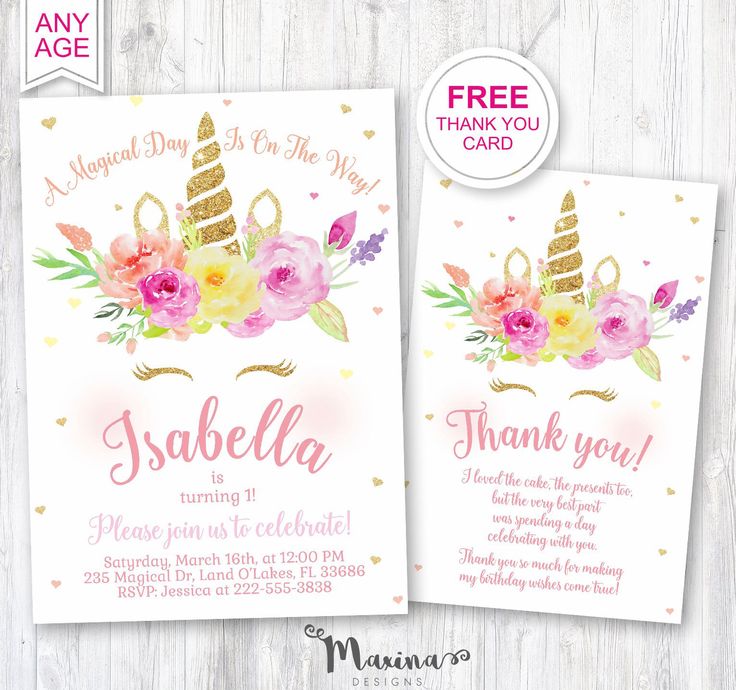 ANY
AGE
A Magical Day Is On The Way!
Isabella
is
turning 1!
Please join us to celebrate!
Satyrday, March 16th, at 12:00 PM
235 Magical Dr, Land O'Lakes, FL 33686
RSVP: Jessica at 222-555-3838
FREE
THANK YOU
CARD
Thank you!
I loved the cake, the presents too,
but the very best part
was spending a day
celebrating with you.
Thank you so much for making
my birthday wishes come true!
Maxina
DESIGNS